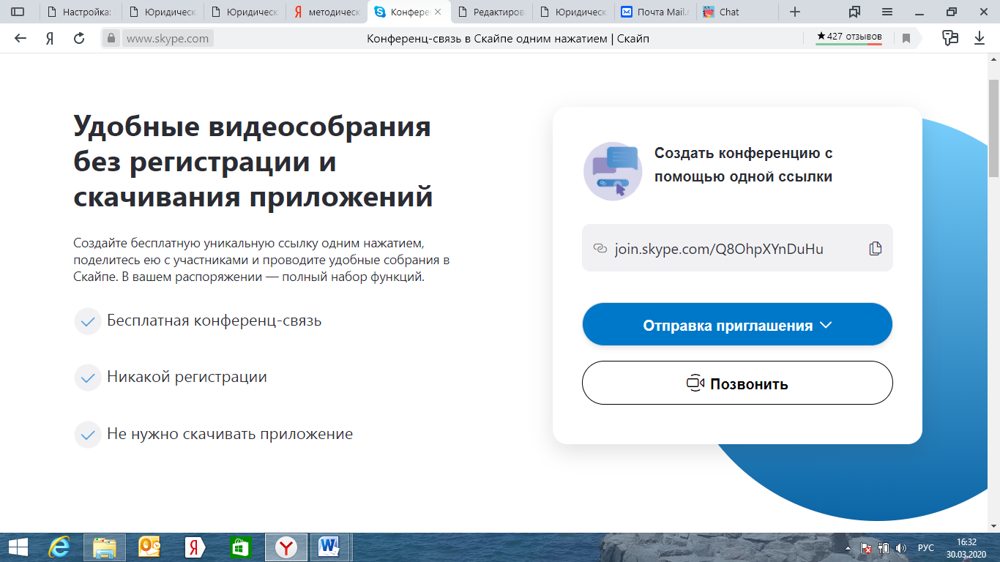 Настройка:
Юридическ
Юридическ
методическ
Конферен
Редактиров
Юридическ
Почта Mail.r
Chat
www.skype.com
Конференц-связь в Скайпе одним нажатием | Скайп
★427 отзывов
Удобные видеособрания
без регистрации и
скачивания приложений
Создайте бесплатную уникальную ссылку одним нажатием,
поделитесь ею с участниками и проводите удобные собрания в
Скайпе. В вашем распоряжении — полный набор функций.
Бесплатная конференц-связь
Никакой регистрации
Не нужно скачивать приложение
Создать конференцию с
помощью одной ссылки
join.skype.com/Q8OhpXYnDuHu
Отправка приглашения
Позвонить
РУС
16:32
30.03.2020